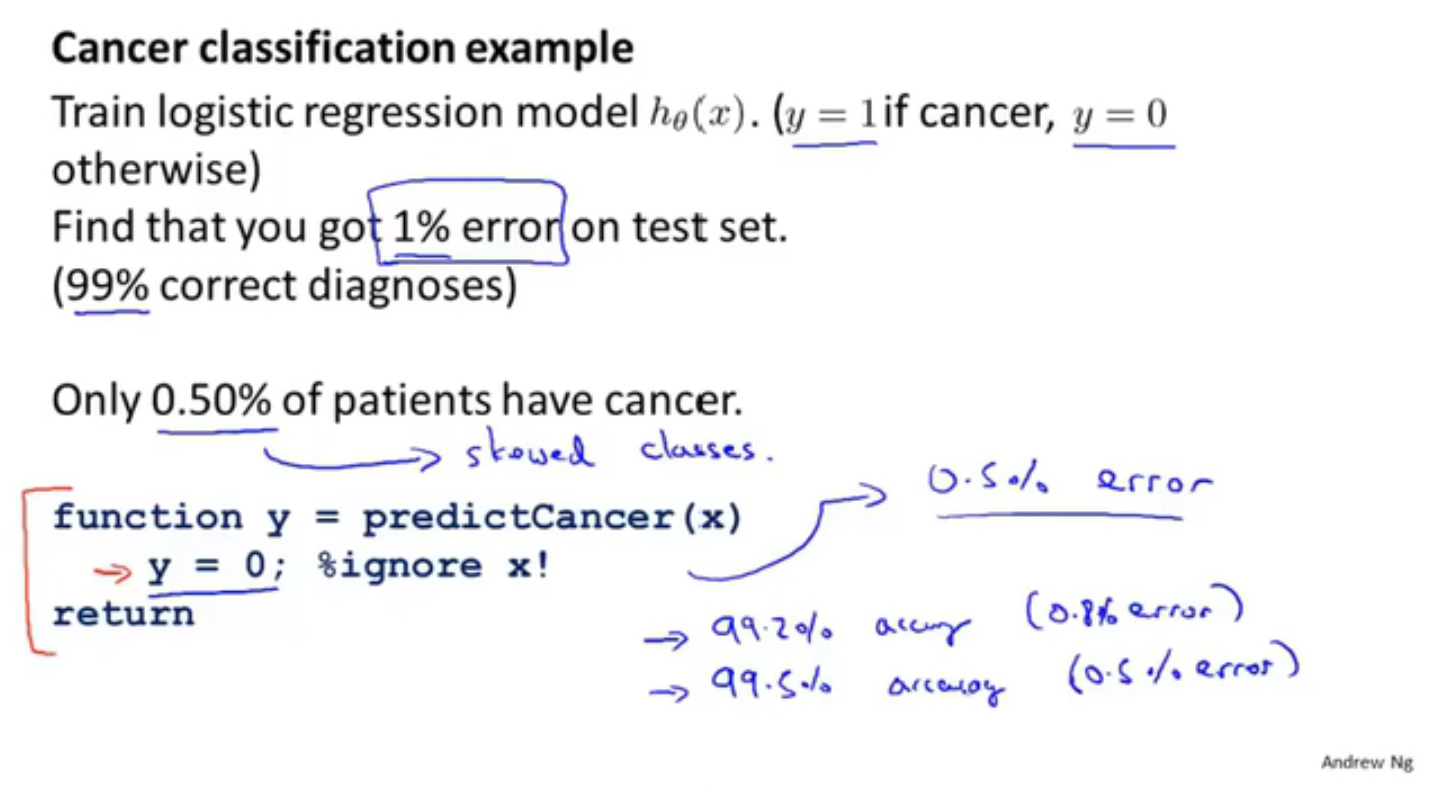 Cancer classification example
Train logistic regression model hθ(x). (y = 1 if cancer, y = 0
otherwise)
Find that you got 1% error on test set.
(99% correct diagnoses)
Only 0.50% of patients have cancer.
skewed classes.
0.5% error
function y = predictCancer(x)
→ y = 0; %ignore x!
return
→ 99.2% accuracy (0.8% error)
→ 99.5% accuracy (0.5% error)
Andrew Ng